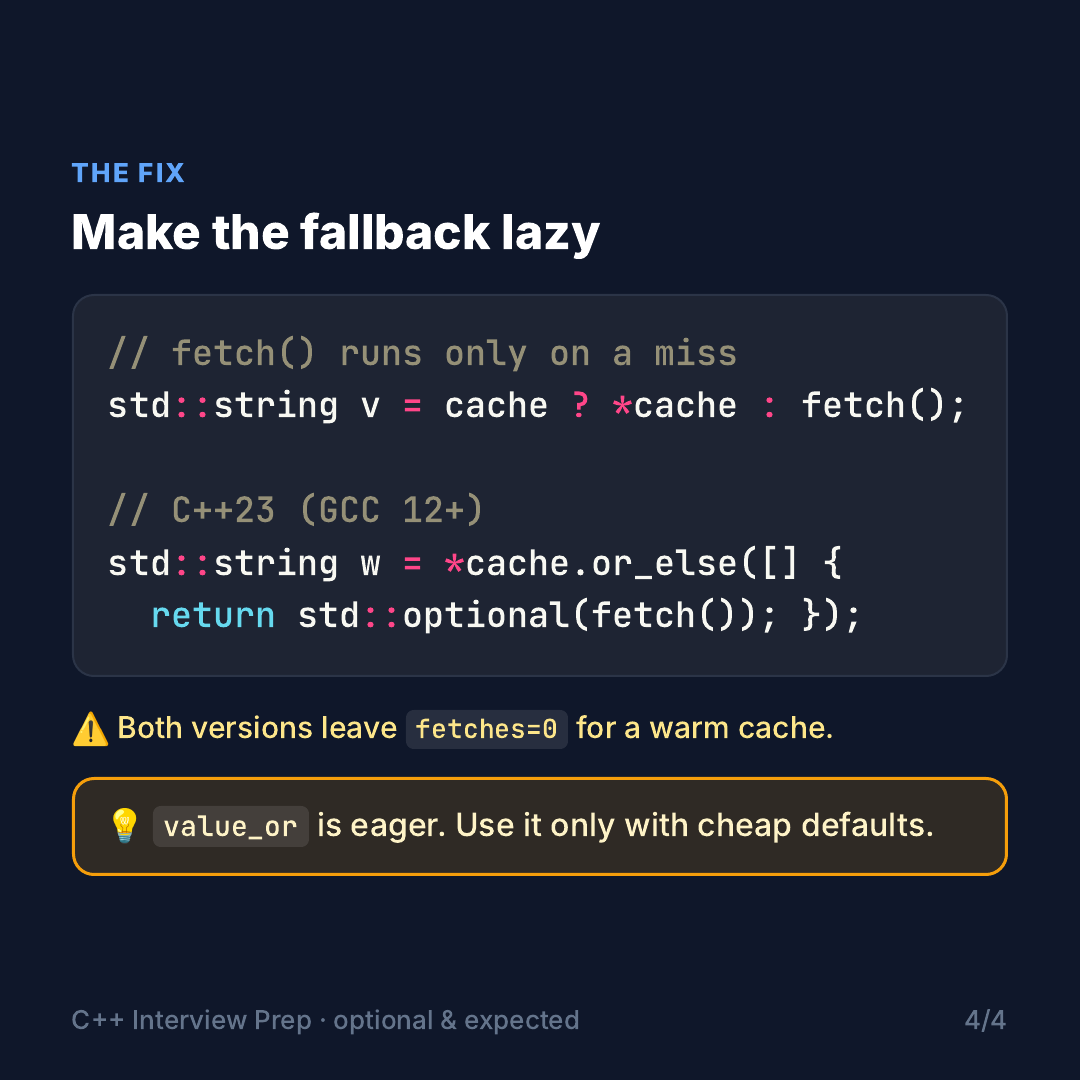 THE FIX
Make the fallback lazy
// fetch() runs only on a miss
std::string v = cache ? *cache : fetch();
// C++23 (GCC 12+)
std::string w = *cache.or_else([] {
  return std::optional(fetch()); });
⚠️ Both versions leave fetches=0 for a warm cache.
💡 value_or is eager. Use it only with cheap defaults.
C++ Interview Prep · optional & expected
4/4